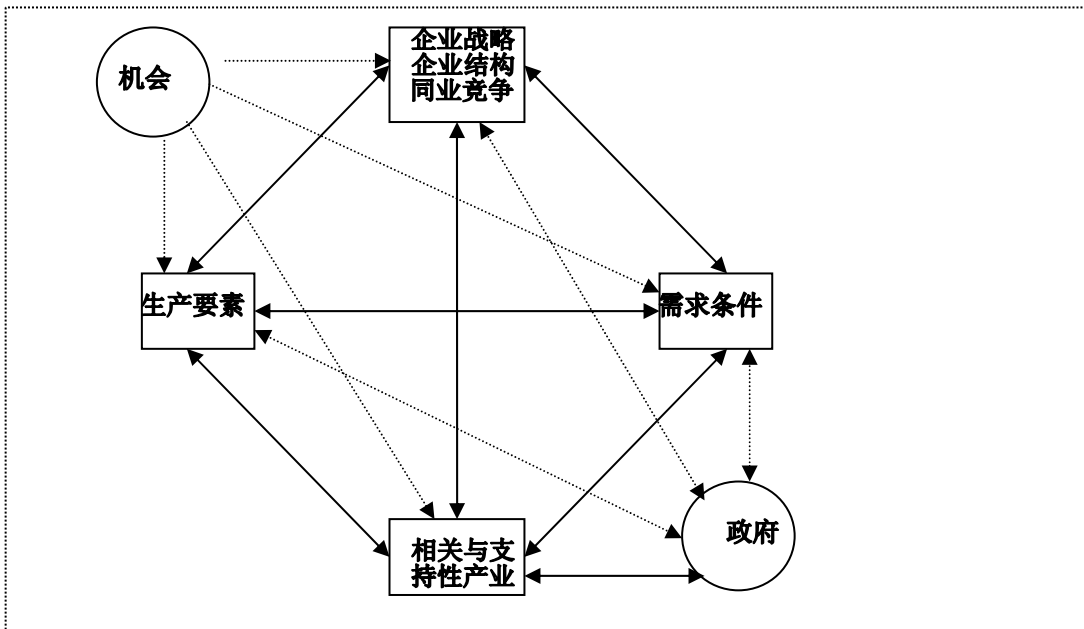 机会
企业战略
企业结构
同业竞争
生产要素
需求条件
相关与支
持性产业
政府